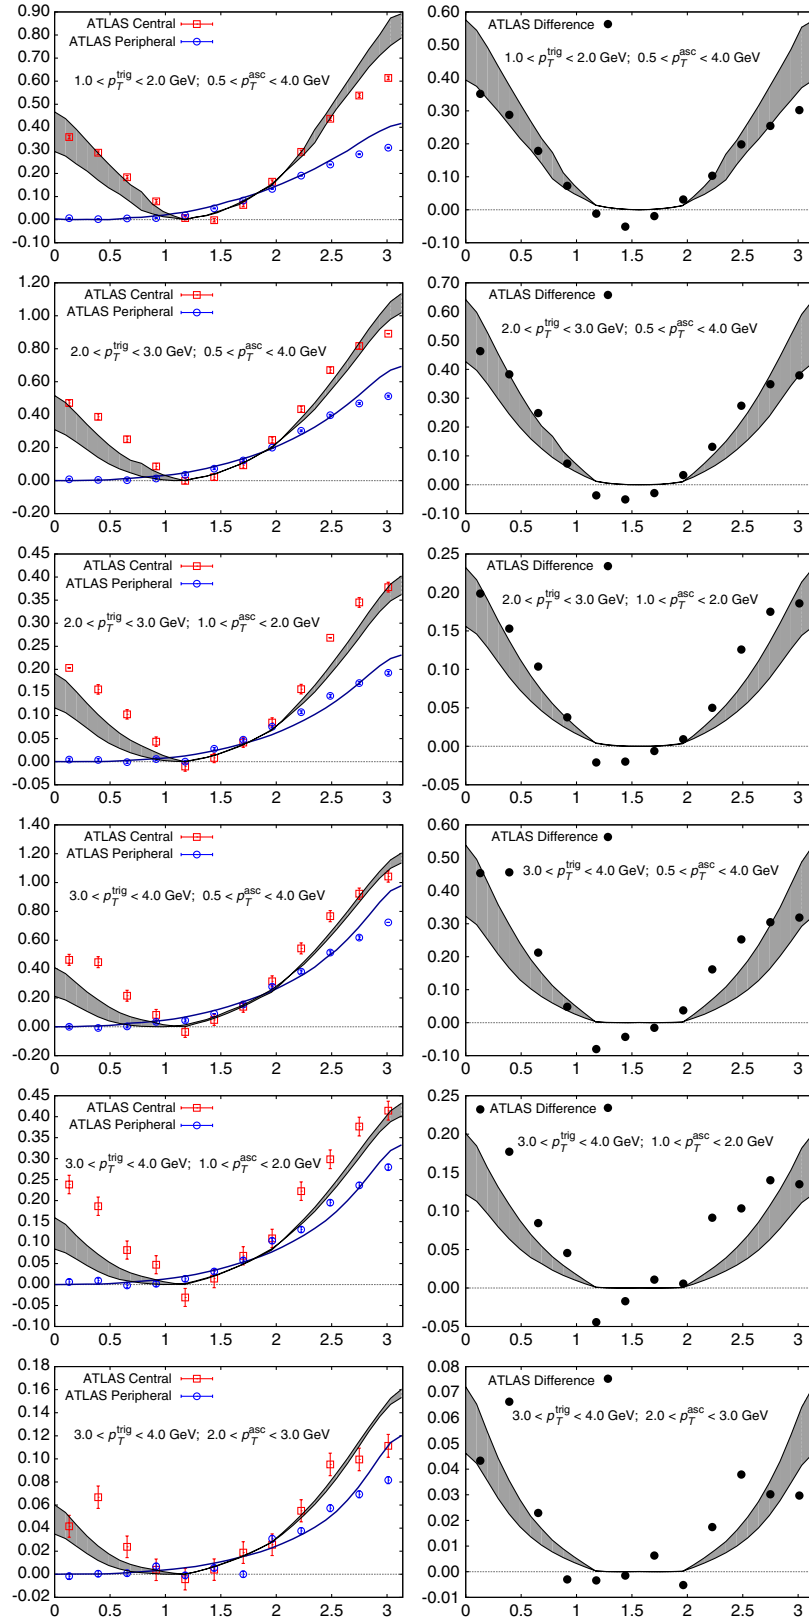 0.90
0.80
0.70
0.60
0.50
0.40
0.30
0.20
0.10
0.00
-0.10
ATLAS Central
ATLAS Peripheral
1.0 < p_T^trig < 2.0 GeV; 0.5 < p_T^asc < 4.0 GeV
0 0.5 1 1.5 2 2.5 3
0.60
0.50
0.40
0.30
0.20
0.10
0.00
-0.10
ATLAS Difference
1.0 < p_T^trig < 2.0 GeV; 0.5 < p_T^asc < 4.0 GeV
0 0.5 1 1.5 2 2.5 3
1.20
1.00
0.80
0.60
0.40
0.20
0.00
-0.20
ATLAS Central
ATLAS Peripheral
2.0 < p_T^trig < 3.0 GeV; 0.5 < p_T^asc < 4.0 GeV
0 0.5 1 1.5 2 2.5 3
0.70
0.60
0.50
0.40
0.30
0.20
0.10
0.00
-0.10
ATLAS Difference
2.0 < p_T^trig < 3.0 GeV; 0.5 < p_T^asc < 4.0 GeV
0 0.5 1 1.5 2 2.5 3
0.45
0.40
0.35
0.30
0.25
0.20
0.15
0.10
0.05
0.00
-0.05
ATLAS Central
ATLAS Peripheral
2.0 < p_T^trig < 3.0 GeV; 1.0 < p_T^asc < 2.0 GeV
0 0.5 1 1.5 2 2.5 3
0.25
0.20
0.15
0.10
0.05
0.00
-0.05
ATLAS Difference
2.0 < p_T^trig < 3.0 GeV; 1.0 < p_T^asc < 2.0 GeV
0 0.5 1 1.5 2 2.5 3
1.40
1.20
1.00
0.80
0.60
0.40
0.20
0.00
-0.20
ATLAS Central
ATLAS Peripheral
3.0 < p_T^trig < 4.0 GeV; 0.5 < p_T^asc < 4.0 GeV
0 0.5 1 1.5 2 2.5 3
0.60
0.50
0.40
0.30
0.20
0.10
0.00
-0.10
ATLAS Difference
3.0 < p_T^trig < 4.0 GeV; 0.5 < p_T^asc < 4.0 GeV
0 0.5 1 1.5 2 2.5 3
0.45
0.40
0.35
0.30
0.25
0.20
0.15
0.10
0.05
0.00
-0.05
-0.10
ATLAS Central
ATLAS Peripheral
3.0 < p_T^trig < 4.0 GeV; 1.0 < p_T^asc < 2.0 GeV
0 0.5 1 1.5 2 2.5 3
0.25
0.20
0.15
0.10
0.05
0.00
-0.05
ATLAS Difference
3.0 < p_T^trig < 4.0 GeV; 1.0 < p_T^asc < 2.0 GeV
0 0.5 1 1.5 2 2.5 3
0.18
0.16
0.14
0.12
0.10
0.08
0.06
0.04
0.02
0.00
-0.02
ATLAS Central
ATLAS Peripheral
3.0 < p_T^trig < 4.0 GeV; 2.0 < p_T^asc < 3.0 GeV
0 0.5 1 1.5 2 2.5 3
0.08
0.07
0.06
0.05
0.04
0.03
0.02
0.01
0.00
-0.01
ATLAS Difference
3.0 < p_T^trig < 4.0 GeV; 2.0 < p_T^asc < 3.0 GeV
0 0.5 1 1.5 2 2.5 3